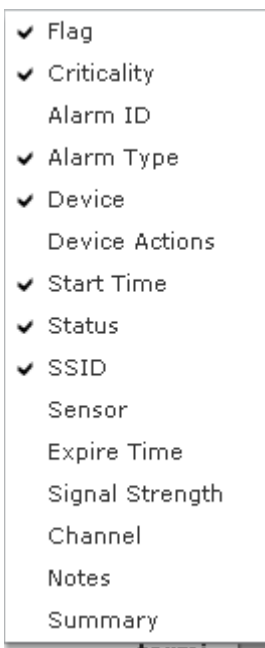 Flag
Criticality
Alarm ID
Alarm Type
Device
Device Actions
Start Time
Status
SSID
Sensor
Expire Time
Signal Strength
Channel
Notes
Summary